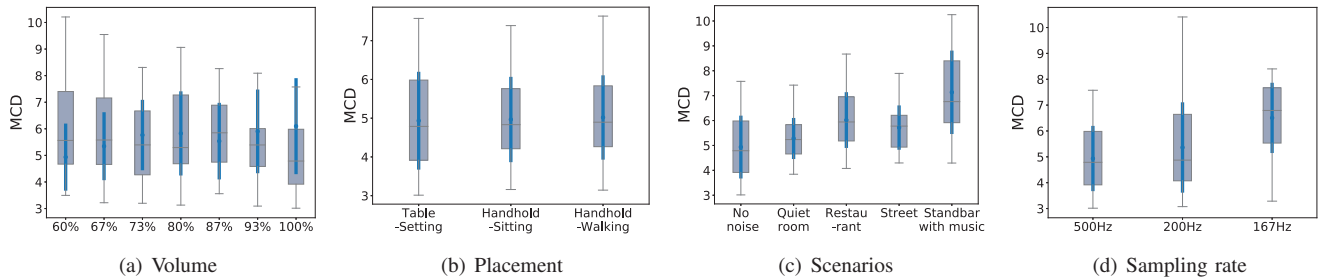 MCD
10
9
8
7
6
5
4
3
60% 67% 73% 80% 87% 93% 100%
(a) Volume
MCD
7
6
5
4
3
Table
-Setting
Handhold
-Sitting
Handhold
-Walking
(b) Placement
MCD
10
9
8
7
6
5
4
3
No
noise
Quiet
room
Restau
-rant
Street
Standbar
with music
(c) Scenarios
MCD
10
9
8
7
6
5
4
3
500Hz 200Hz 167Hz
(d) Sampling rate